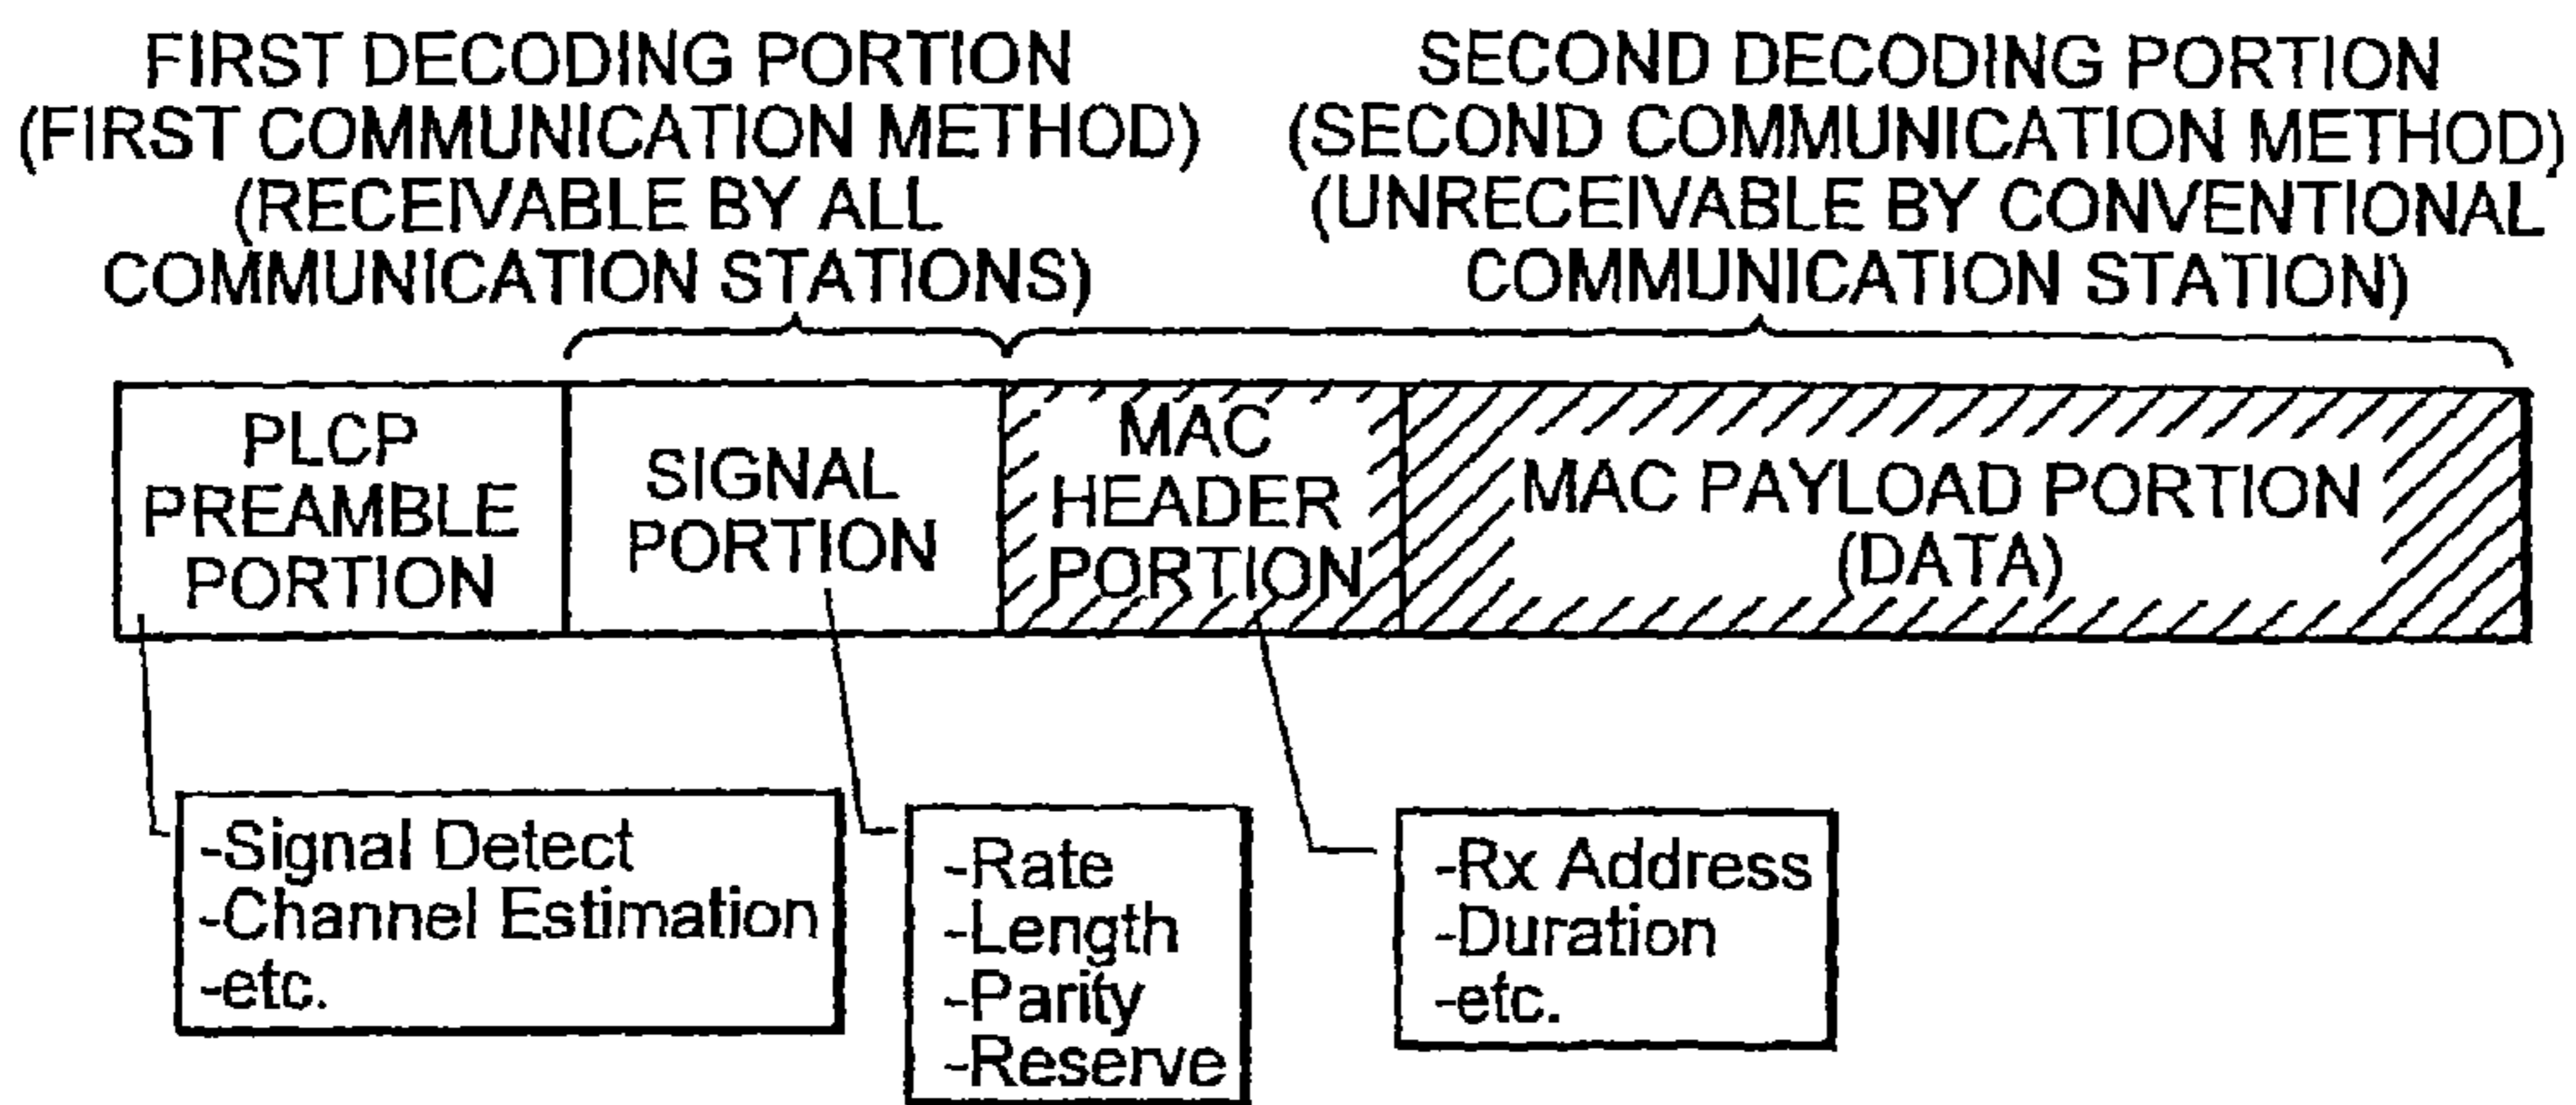 FIRST DECODING PORTION
(FIRST COMMUNICATION METHOD)
(RECEIVABLE BY ALL
COMMUNICATION STATIONS)
SECOND DECODING PORTION
(SECOND COMMUNICATION METHOD)
(UNRECEIVABLE BY CONVENTIONAL
COMMUNICATION STATION)
PLCP
PREAMBLE
PORTION
SIGNAL
PORTION
MAC
HEADER
PORTION
MAC PAYLOAD PORTION
(DATA)
-Signal Detect
-Channel Estimation
-etc.
-Rate
-Length
-Parity
-Reserve
-Rx Address
-Duration
-etc.